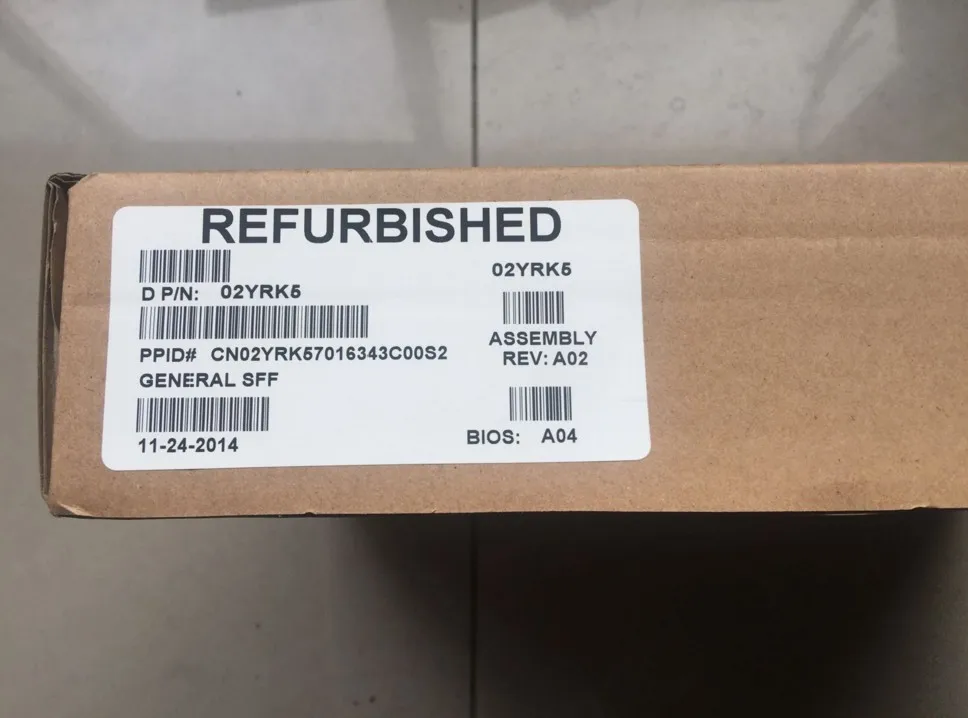 REFURBISHED
D P/N: 02YRK5
PPID# CN02YRK57016343C00S2
GENERAL SFF
11-24-2014
02YRK5
ASSEMBLY
REV: A02
BIOS: A04